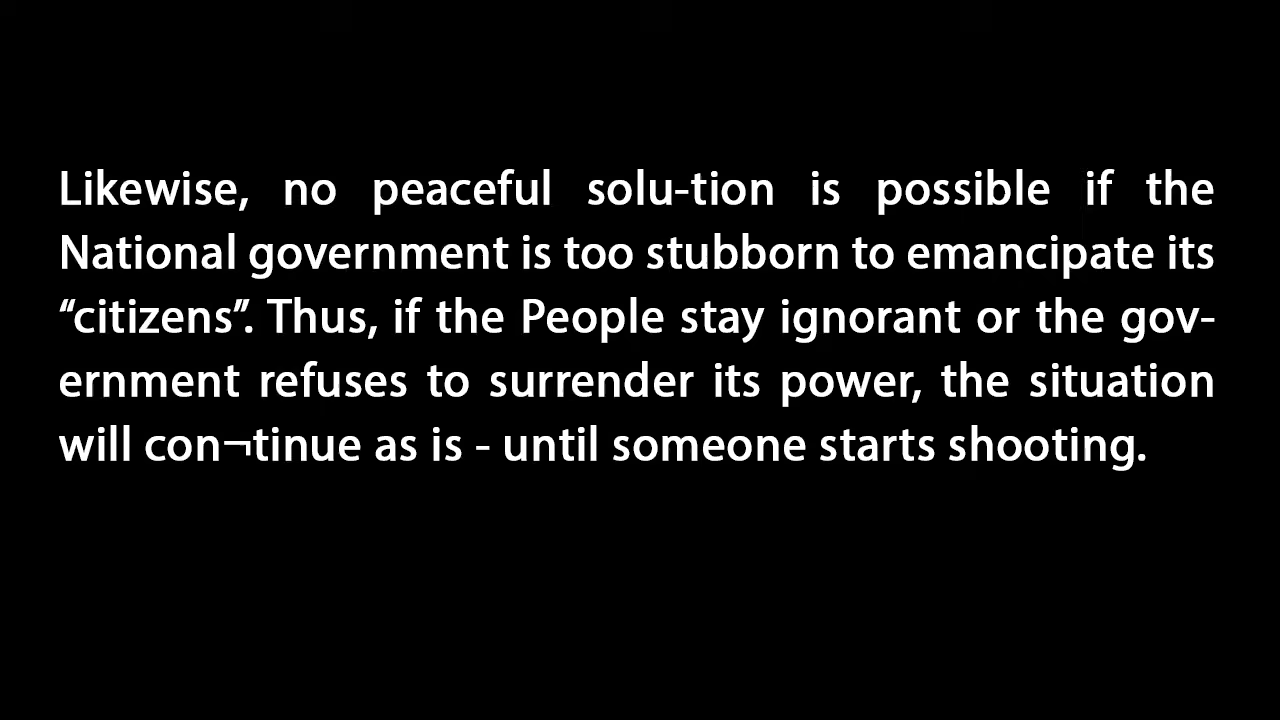 Likewise, no peaceful solu-tion is possible if the
National government is too stubborn to emancipate its
“citizens”. Thus, if the People stay ignorant or the gov-
ernment refuses to surrender its power, the situation
will con¬tinue as is - until someone starts shooting.